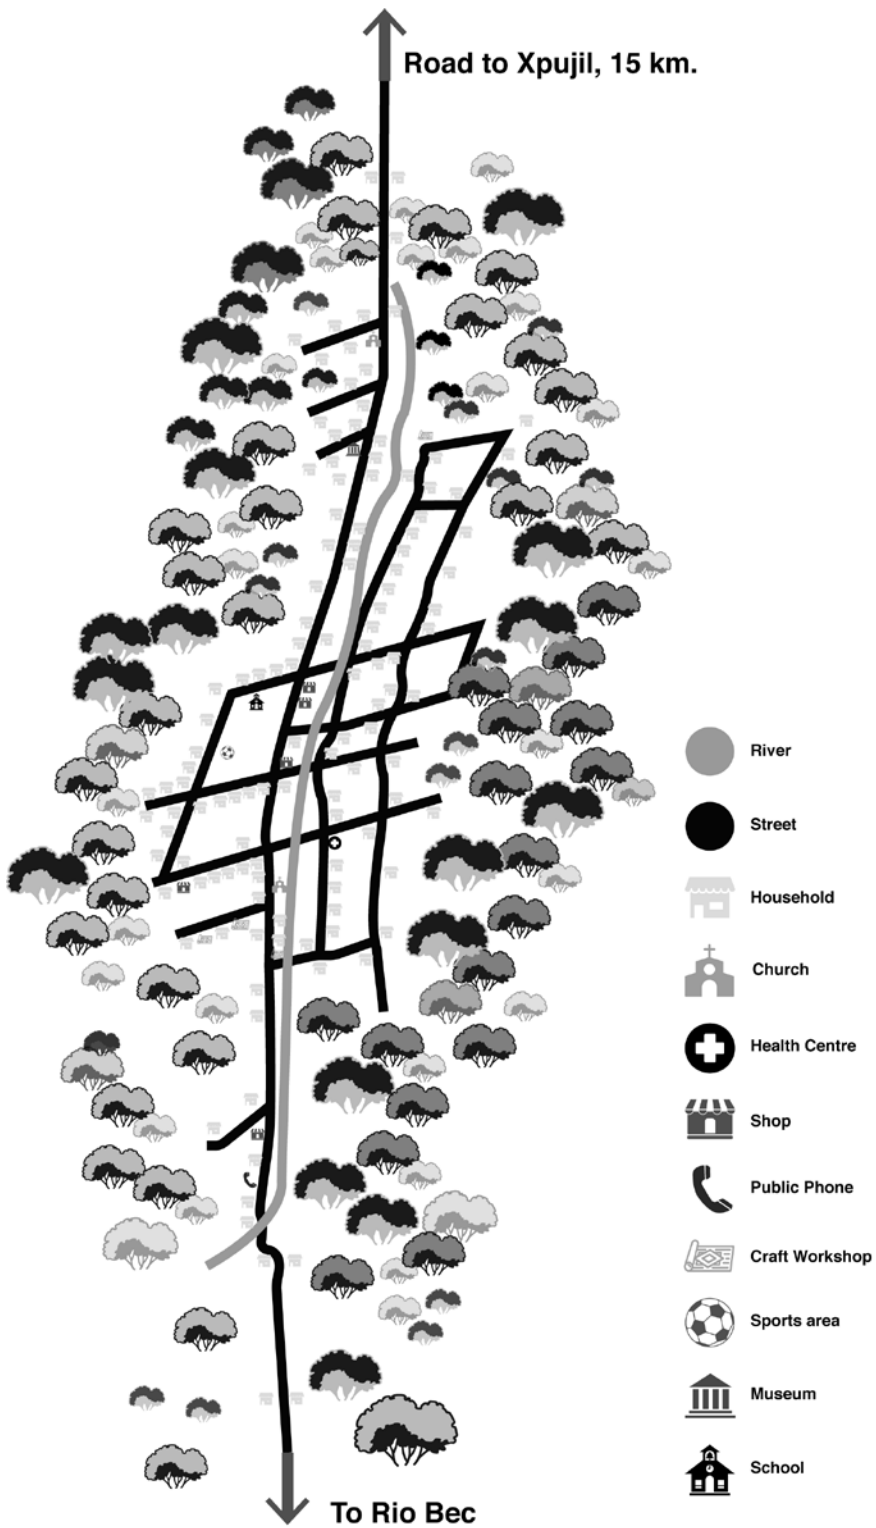 Road to Xpujil, 15 km.
River
Street
Household
Church
Health Centre
Shop
Public Phone
Craft Workshop
Sports area
Museum
School
To Rio Bec